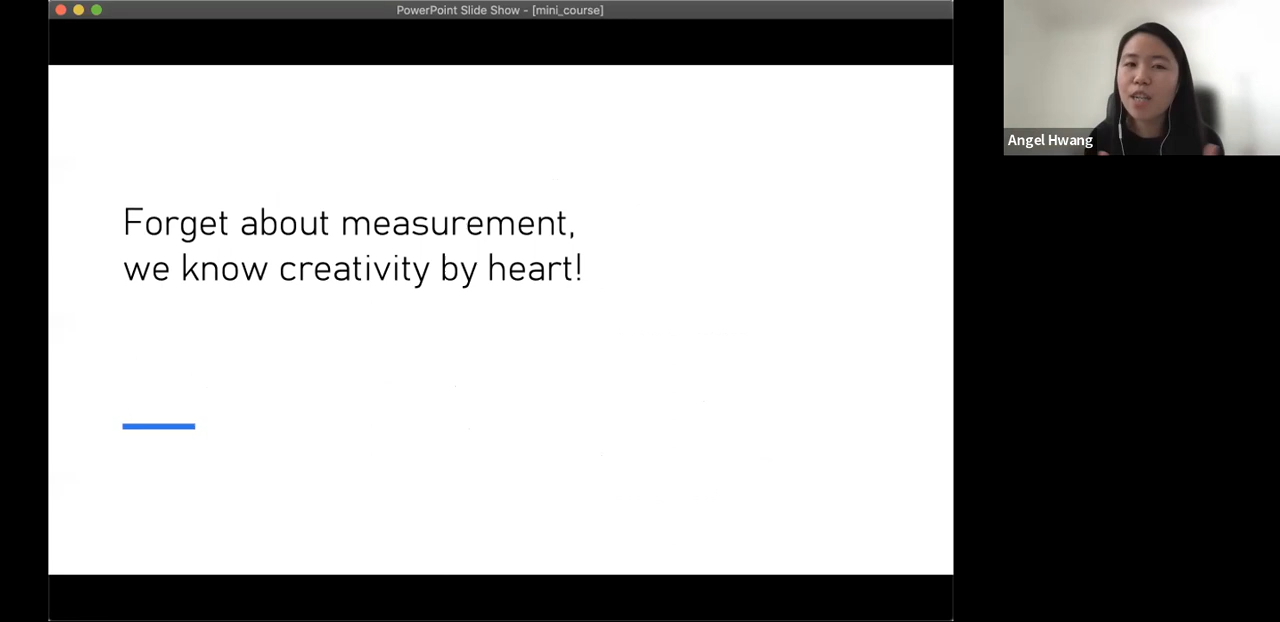 PowerPoint Slide Show - [mini_course]
Forget about measurement,
we know creativity by heart!
Angel Hwang